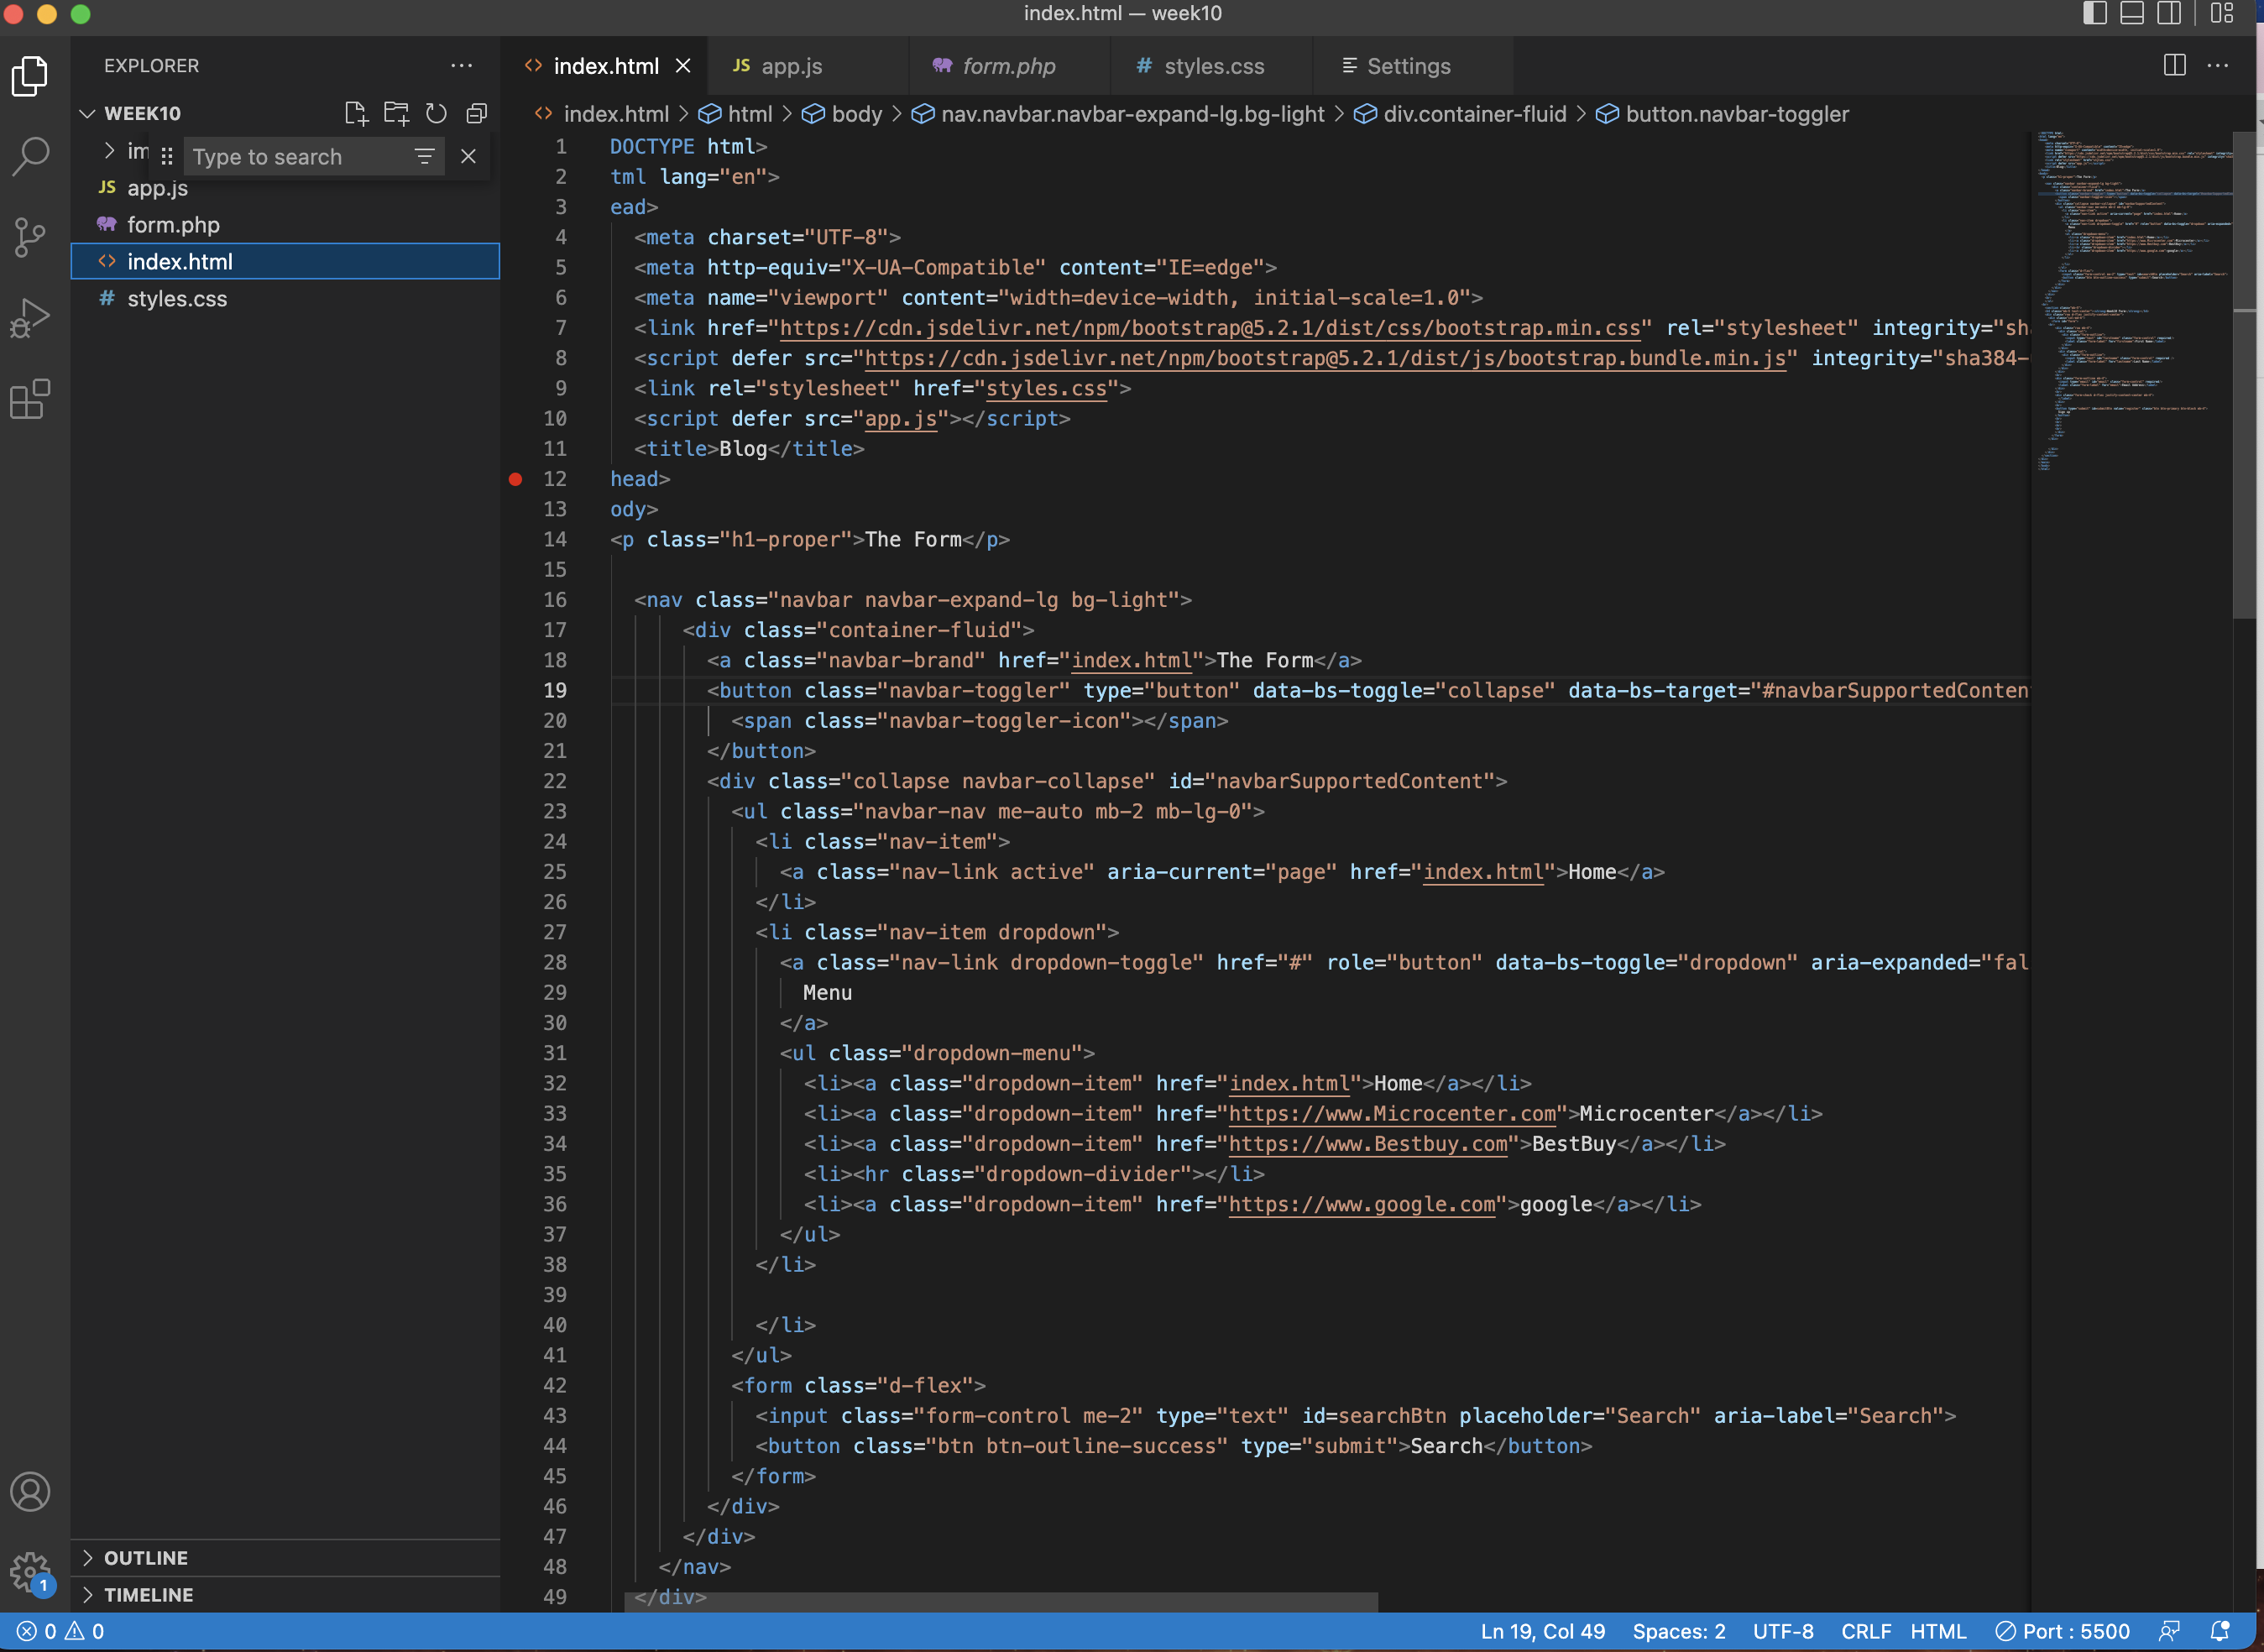 index.html — week10
EXPLORER
index.html
JS app.js
form.php
# styles.css
Settings
WEEK10
index.html > html > body > nav.navbar.navbar-expand-lg.bg-light > div.container-fluid > button.navbar-toggler
im
Type to search
JS app.js
form.php
index.html
# styles.css
OUTLINE
TIMELINE
1 DOCTYPE html>
2 tml lang="en">
3 ead>
4 <meta charset="UTF-8">
5 <meta http-equiv="X-UA-Compatible" content="IE=edge">
6 <meta name="viewport" content="width=device-width, initial-scale=1.0">
7 <link href="https://cdn.jsdelivr.net/npm/bootstrap@5.2.1/dist/css/bootstrap.min.css" rel="stylesheet" integrity="sh
8 <script defer src="https://cdn.jsdelivr.net/npm/bootstrap@5.2.1/dist/js/bootstrap.bundle.min.js" integrity="sha384-
9 <link rel="stylesheet" href="styles.css">
10 <script defer src="app.js"></script>
11 <title>Blog</title>
12 head>
13 ody>
14 <p class="h1-proper">The Form</p>
15
16 <nav class="navbar navbar-expand-lg bg-light">
17 <div class="container-fluid">
18 <a class="navbar-brand" href="index.html">The Form</a>
19 <button class="navbar-toggler" type="button" data-bs-toggle="collapse" data-bs-target="#navbarSupportedConten
20 <span class="navbar-toggler-icon"></span>
21 </button>
22 <div class="collapse navbar-collapse" id="navbarSupportedContent">
23 <ul class="navbar-nav me-auto mb-2 mb-lg-0">
24 <li class="nav-item">
25 <a class="nav-link active" aria-current="page" href="index.html">Home</a>
26 </li>
27 <li class="nav-item dropdown">
28 <a class="nav-link dropdown-toggle" href="#" role="button" data-bs-toggle="dropdown" aria-expanded="fal
29 Menu
30 </a>
31 <ul class="dropdown-menu">
32 <li><a class="dropdown-item" href="index.html">Home</a></li>
33 <li><a class="dropdown-item" href="https://www.Microcenter.com">Microcenter</a></li>
34 <li><a class="dropdown-item" href="https://www.Bestbuy.com">BestBuy</a></li>
35 <li><hr class="dropdown-divider"></li>
36 <li><a class="dropdown-item" href="https://www.google.com">google</a></li>
37 </ul>
38 </li>
39
40 </li>
41 </ul>
42 <form class="d-flex">
43 <input class="form-control me-2" type="text" id=searchBtn placeholder="Search" aria-label="Search">
44 <button class="btn btn-outline-success" type="submit">Search</button>
45 </form>
46 </div>
47 </div>
48 </nav>
49 </div>
1
0 0
Ln 19, Col 49 Spaces: 2 UTF-8 CRLF HTML Port : 5500